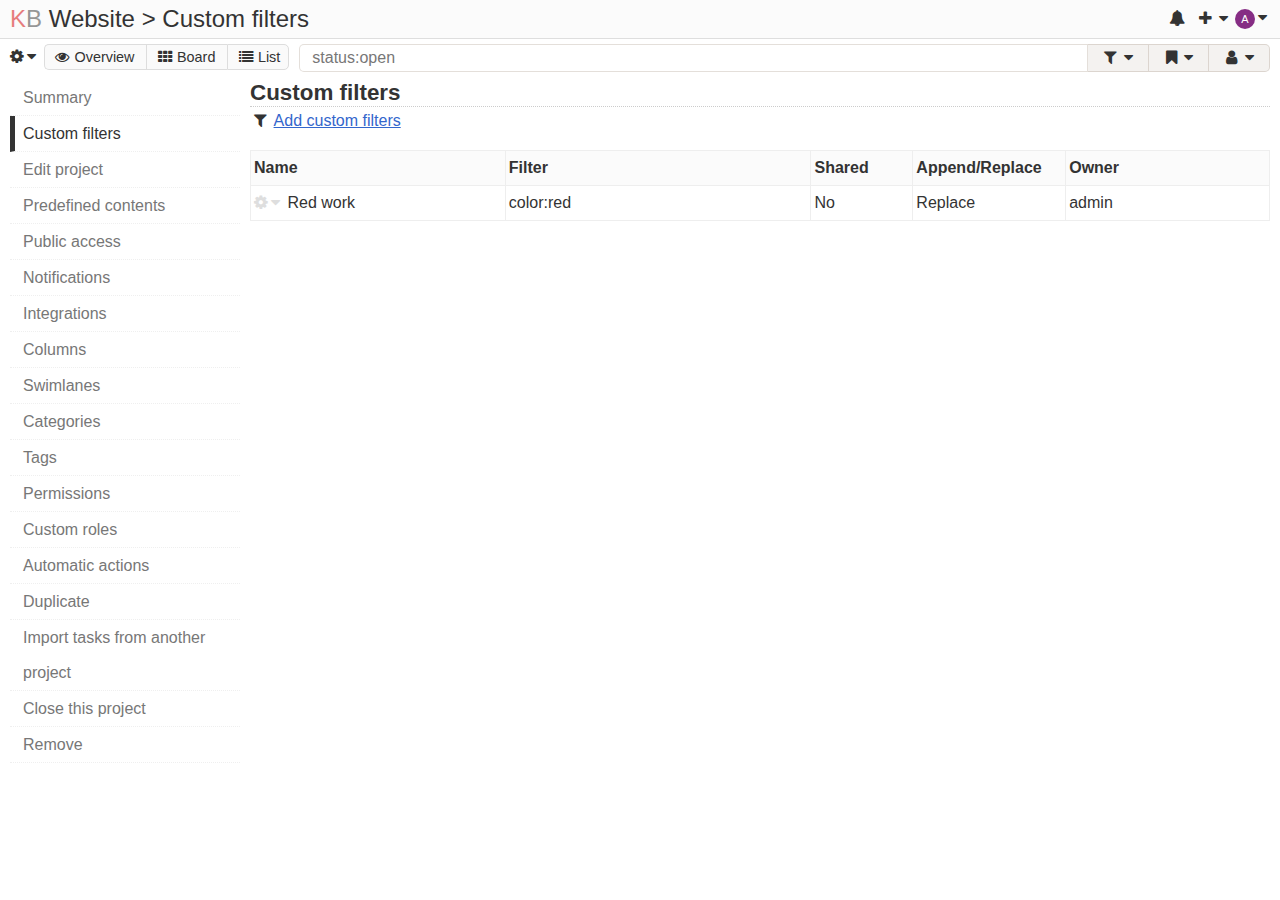 KB Website > Custom filters
A
Overview Board List status:open
Summary
Custom filters
Edit project
Predefined contents
Public access
Notifications
Integrations
Columns
Swimlanes
Categories
Tags
Permissions
Custom roles
Automatic actions
Duplicate
Import tasks from another
project
Close this project
Remove
Custom filters
Add custom filters
Name Filter Shared Append/Replace Owner
Red work color:red No Replace admin